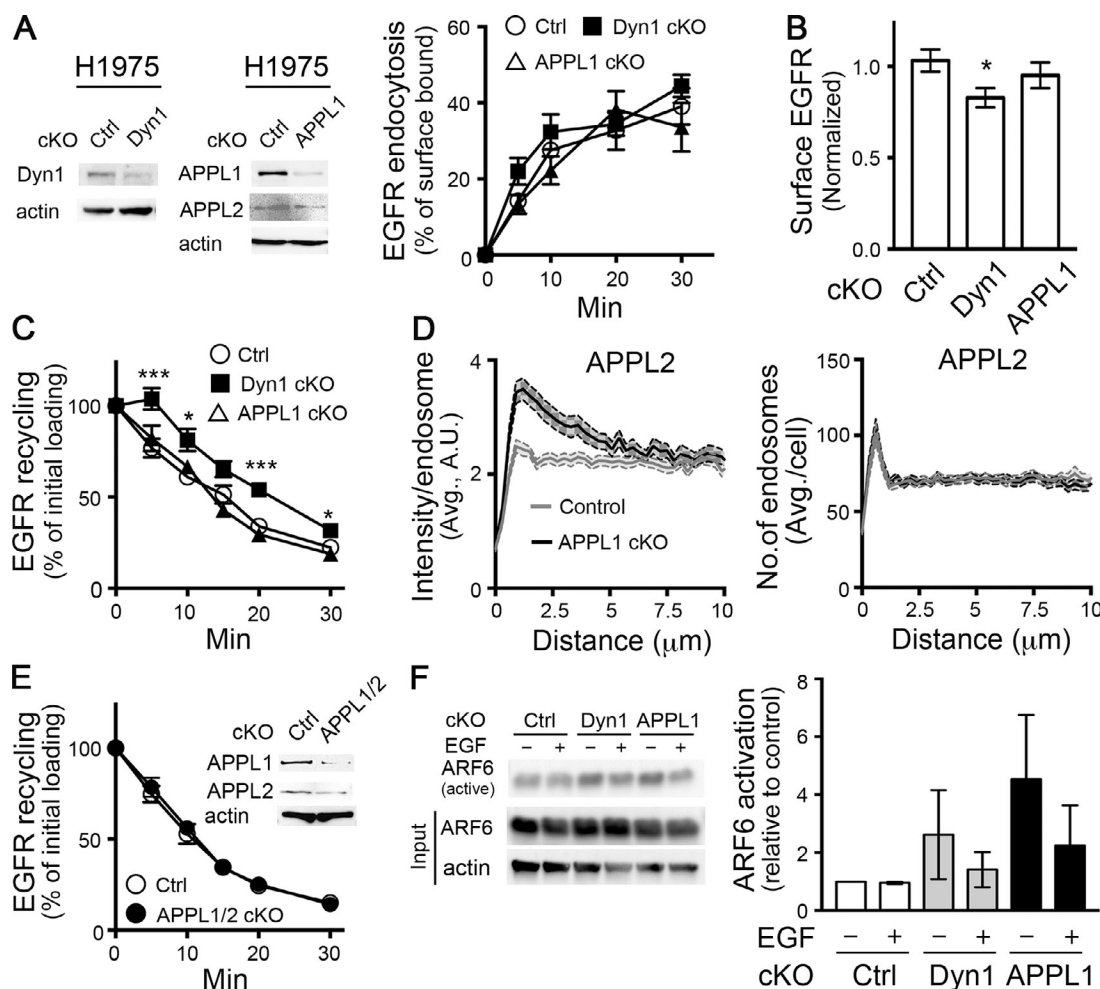 A
H1975
H1975
cKO Ctrl Dyn1
cKO Ctrl APPL1
Dyn1
actin
APPL1
APPL2
actin
Ctrl
Dyn1 cKO
APPL1 cKO
EGFR endocytosis
(% of surface bound)
60
40
20
0
0 10 20 30
Min
B
Surface EGFR
(Normalized)
1.0
0.5
0.0
*
cKO Ctrl Dyn1 APPL1
C
Ctrl
Dyn1 cKO
APPL1 cKO
EGFR recycling
(% of initial loading)
100
50
0
*** * *** *
0 10 20 30
Min
D
APPL2
Intensity/endosome
(Avg., A.U.)
4
2
0
Control
APPL1 cKO
0 2.5 5 7.5 10
Distance (μm)
APPL2
No.of endosomes
(Avg./cell)
150
100
50
0
0 2.5 5 7.5 10
Distance (μm)
E
EGFR recycling
(% of initial loading)
100
50
0
cKO Ctrl APPL1/2
APPL1
APPL2
actin
Ctrl
APPL1/2 cKO
0 10 20 30
Min
F
cKO Ctrl Dyn1 APPL1
EGF – + – + – +
ARF6
(active)
Input
ARF6
actin
ARF6 activation
(relative to control)
8
6
4
2
0
EGF – + – + – +
cKO Ctrl Dyn1 APPL1